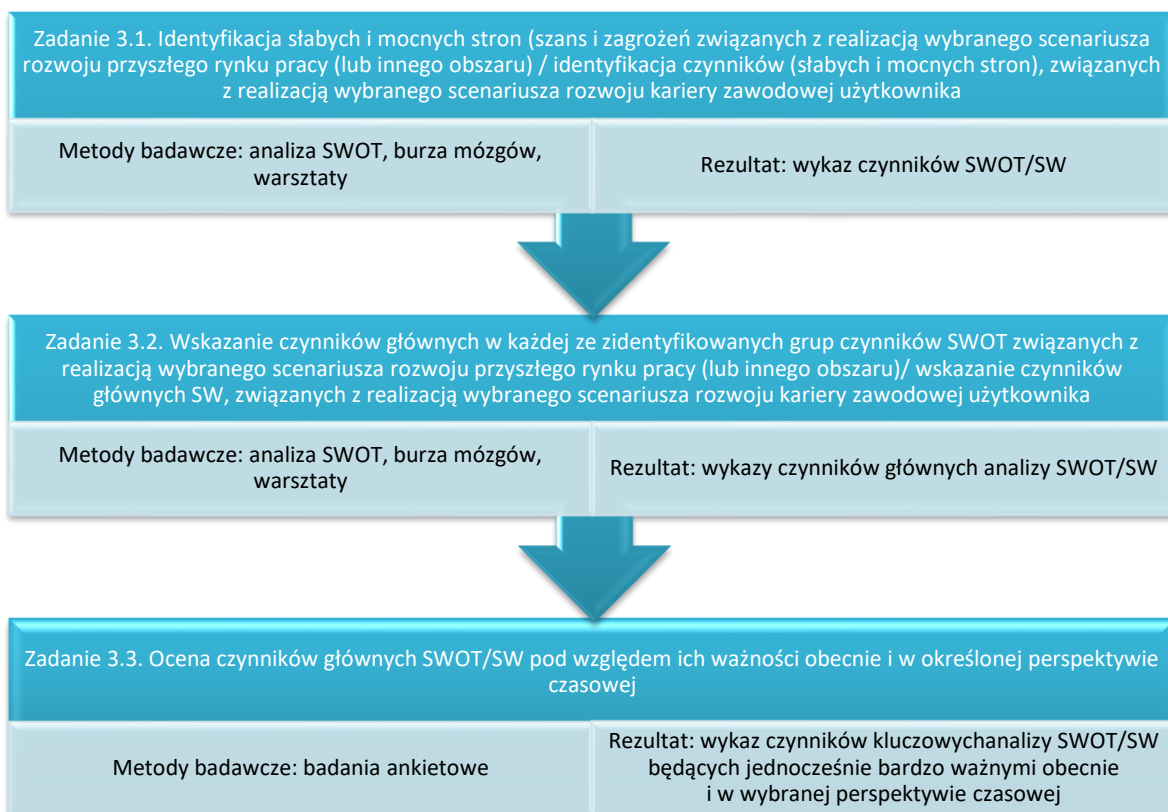 Zadanie 3.1. Identyfikacja słabych i mocnych stron (szans i zagrożeń związanych z realizacją wybranego scenariusza
rozwoju przyszłego rynku pracy (lub innego obszaru) / identyfikacja czynników (słabych i mocnych stron), związanych
z realizacją wybranego scenariusza rozwoju kariery zawodowej użytkownika
Metody badawcze: analiza SWOT, burza mózgów,
warsztaty
Rezultat: wykaz czynników SWOT/SW
Zadanie 3.2. Wskazanie czynników głównych w każdej ze zidentyfikowanych grup czynników SWOT związanych z
realizacją wybranego scenariusza rozwoju przyszłego rynku pracy (lub innego obszaru)/ wskazanie czynników
głównych SW, związanych z realizacją wybranego scenariusza rozwoju kariery zawodowej użytkownika
Metody badawcze: analiza SWOT, burza mózgów,
warsztaty
Rezultat: wykazy czynników głównych analizy SWOT/SW
Zadanie 3.3. Ocena czynników głównych SWOT/SW pod względem ich ważności obecnie i w określonej perspektywie
czasowej
Metody badawcze: badania ankietowe
Rezultat: wykaz czynników kluczowychanalizy SWOT/SW
będących jednocześnie bardzo ważnymi obecnie
i w wybranej perspektywie czasowej